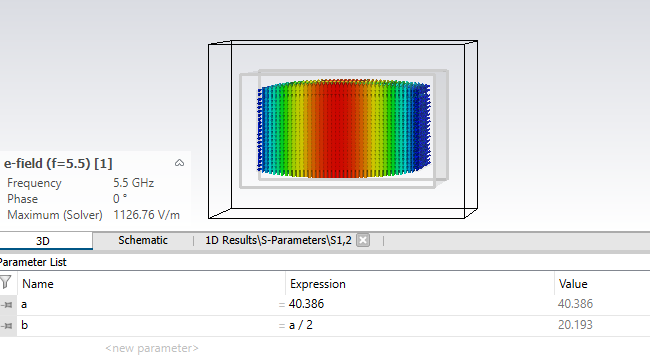 e-field (f=5.5) [1]
Frequency 5.5 GHz
Phase 0°
Maximum (Solver) 1126.76 V/m
3D Schematic 1D Results\S-Parameters\S1,2
Parameter List
Name Expression Value
a = 40.386 40.386
b = a / 2 20.193
<new parameter>